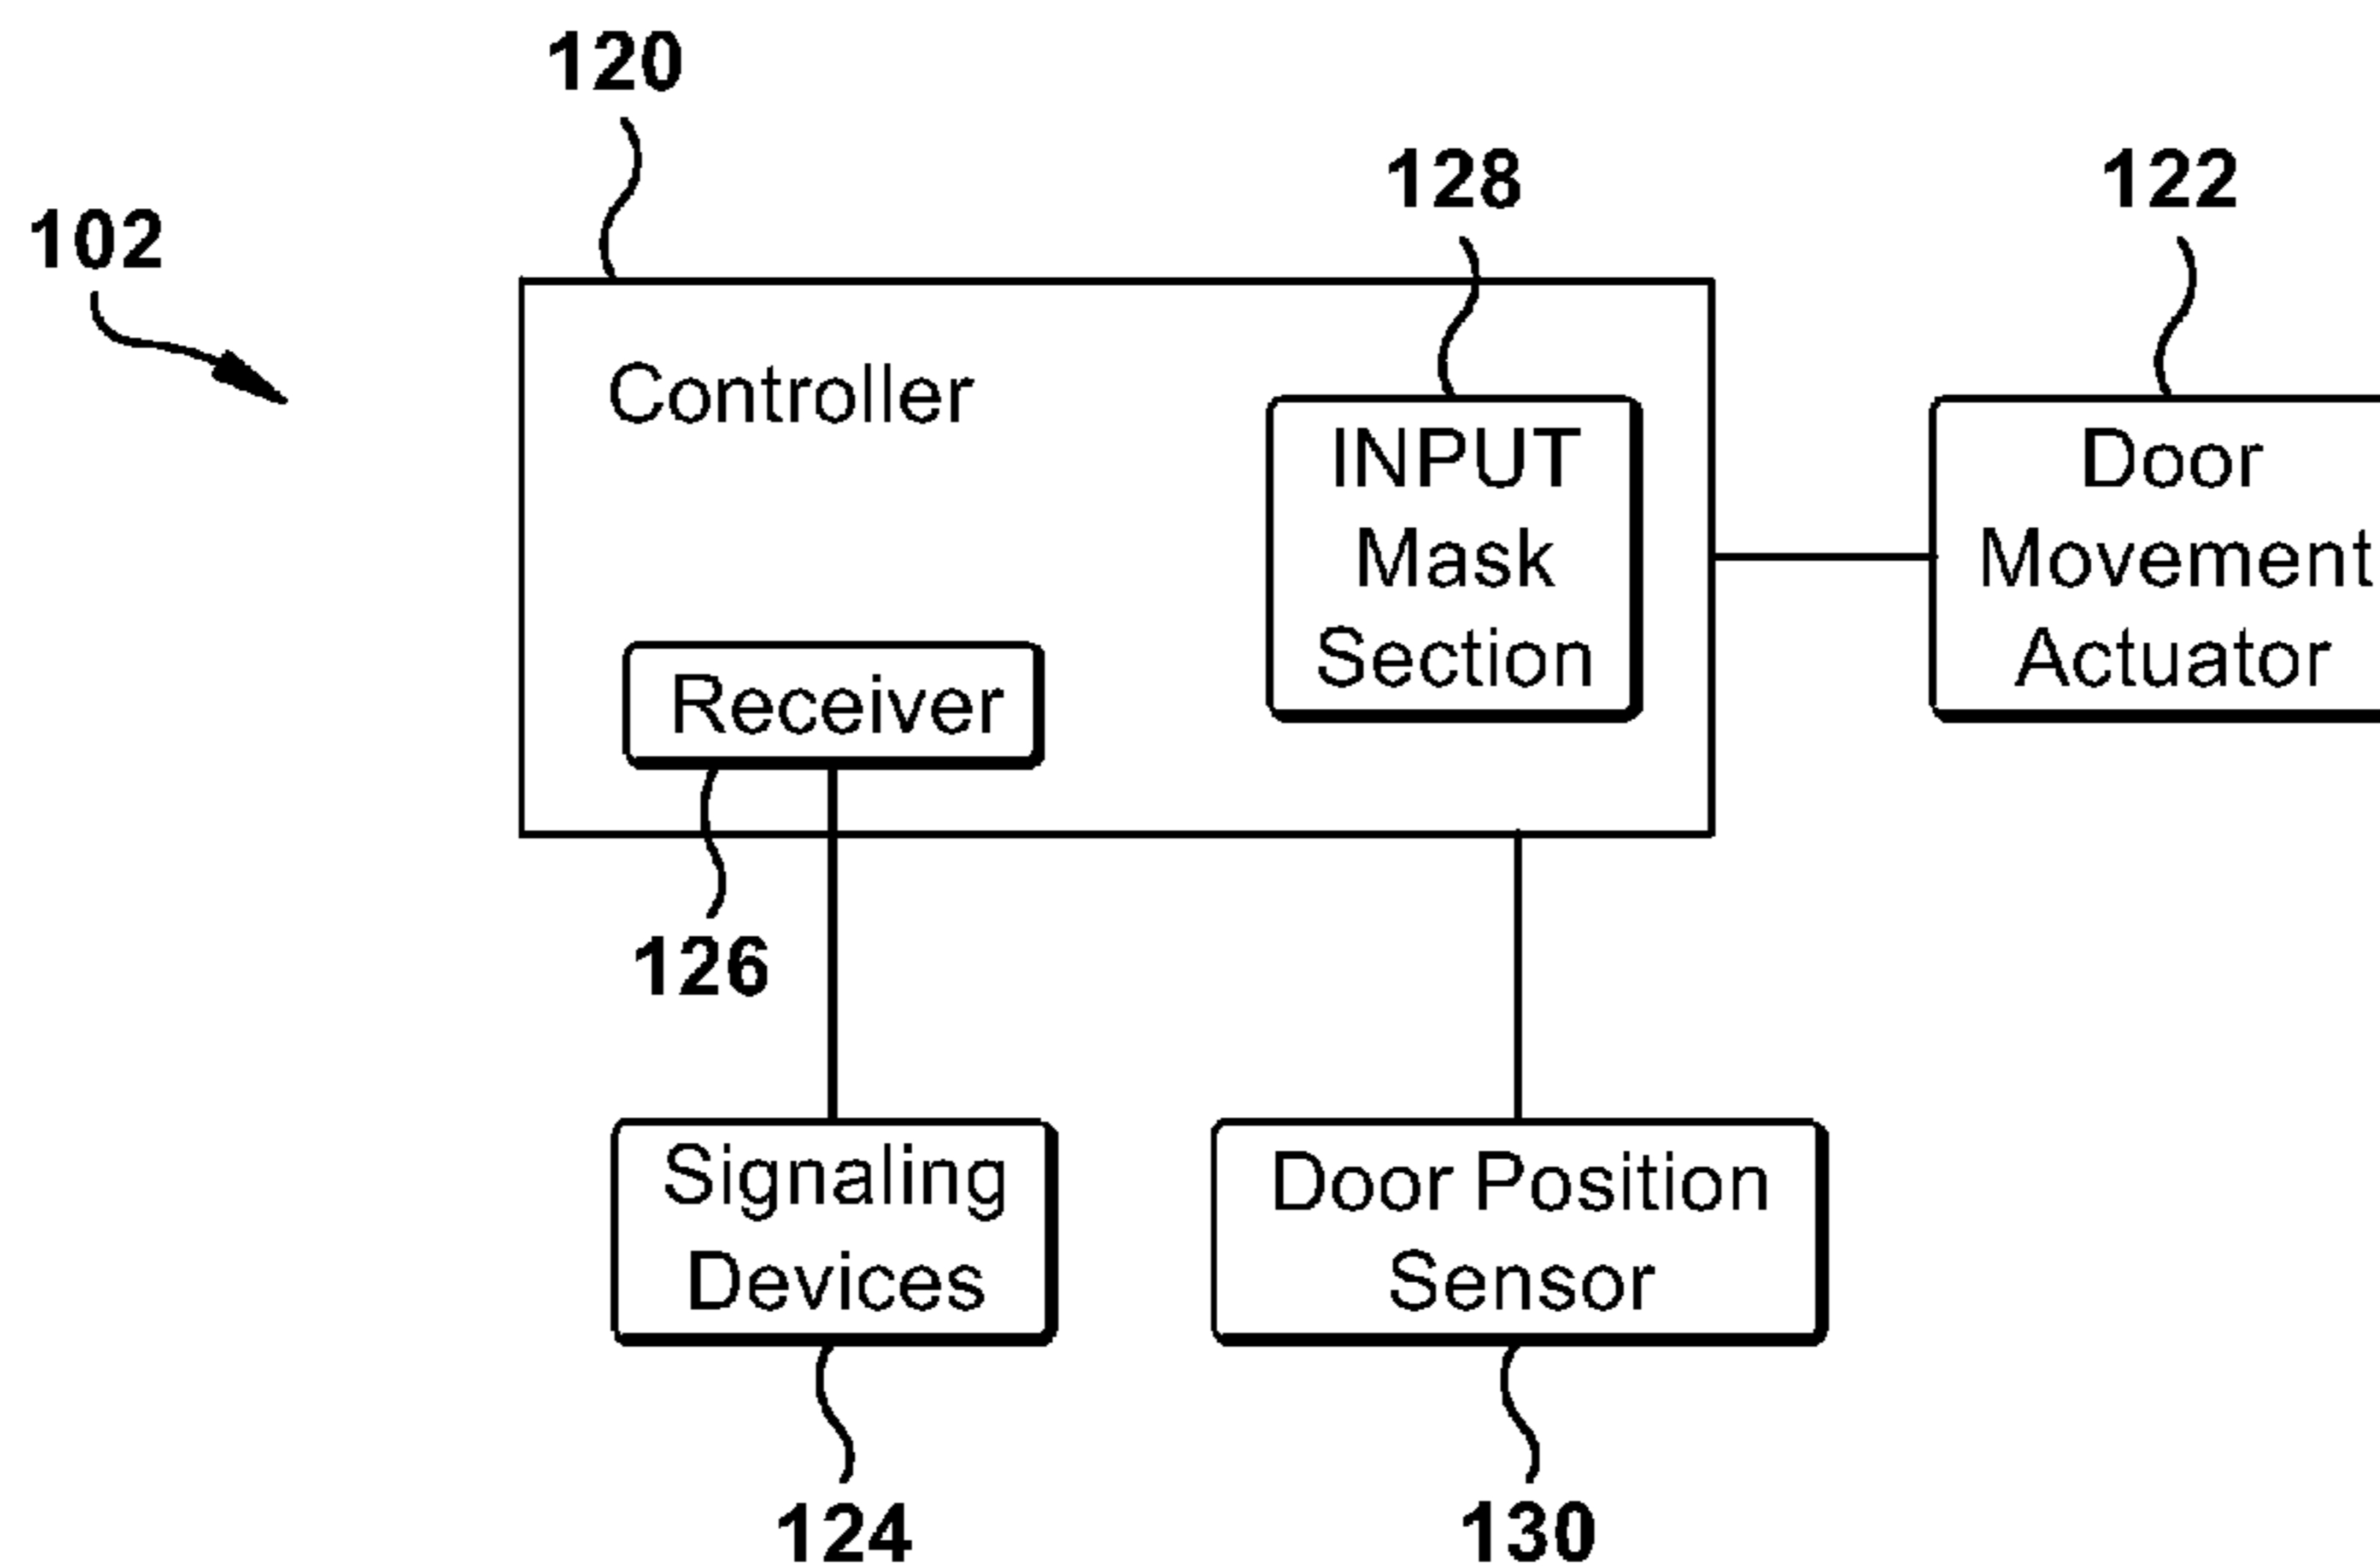 120
128
122
102
Controller
INPUT
Mask
Section
Door
Movement
Actuator
Receiver
126
Signaling
Devices
Door Position
Sensor
124
130